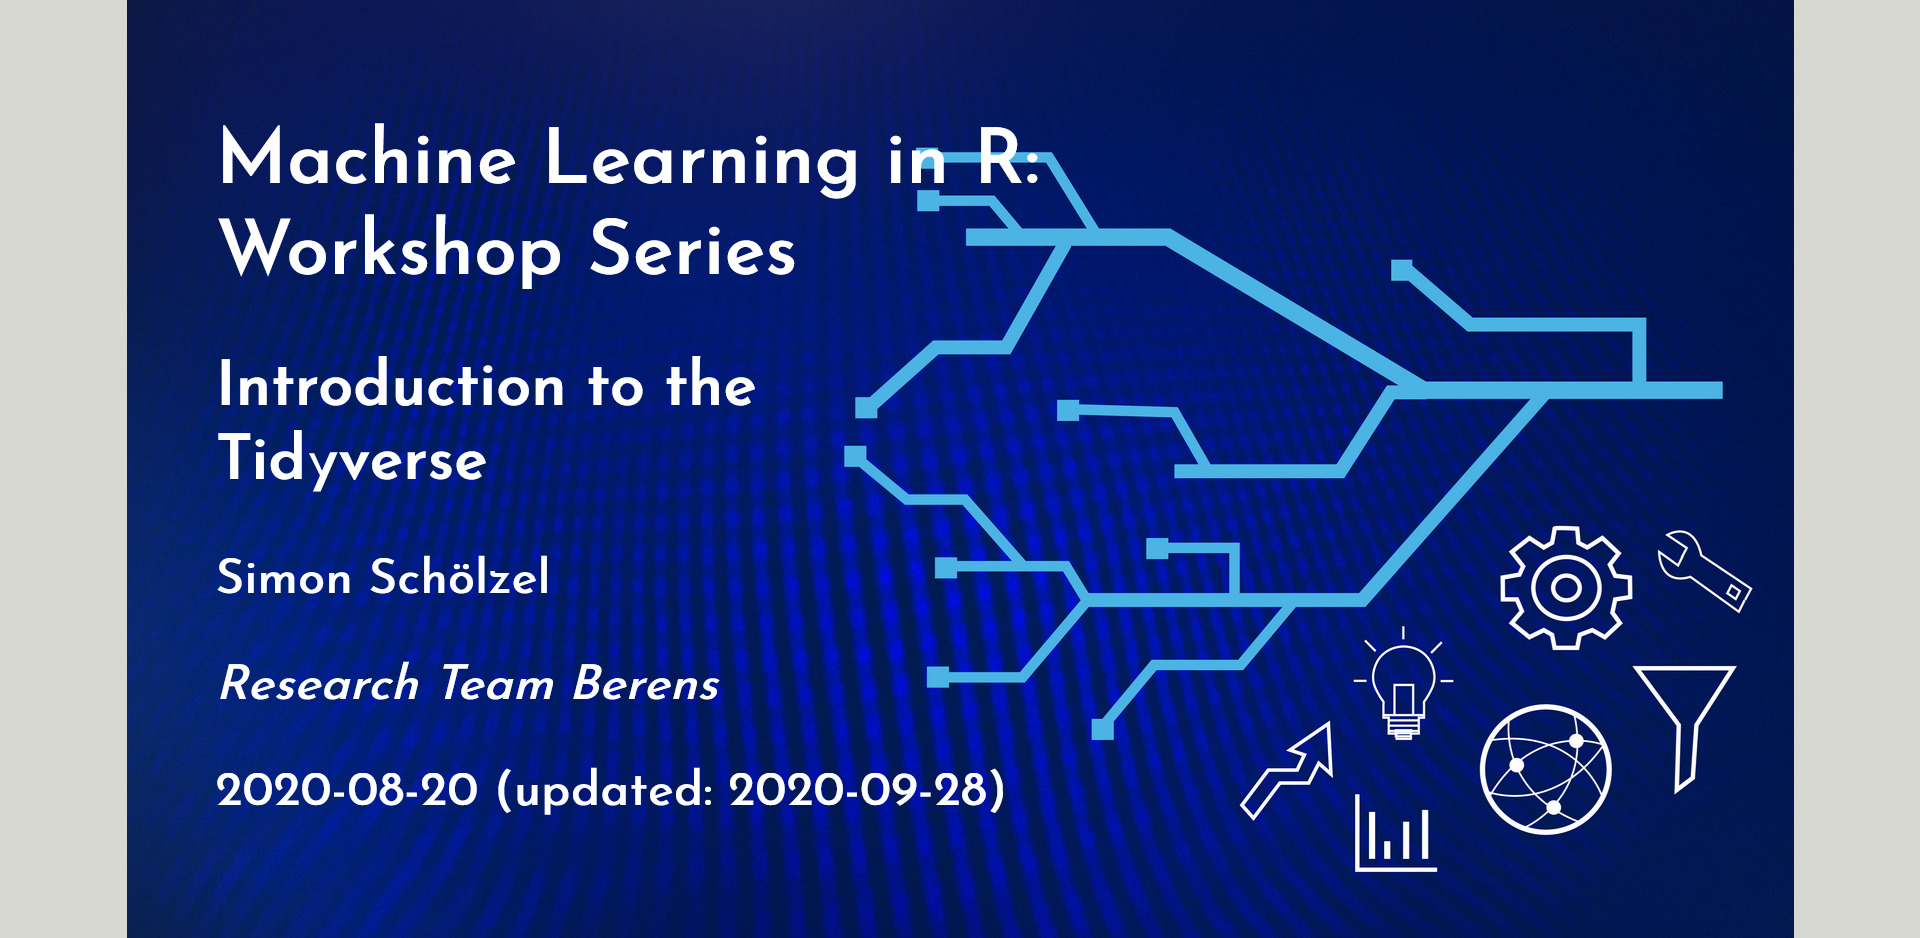 Machine Learning in R:
Workshop Series
Introduction to the
Tidyverse
Simon Schölzel
Research Team Berens
2020-08-20 (updated: 2020-09-28)